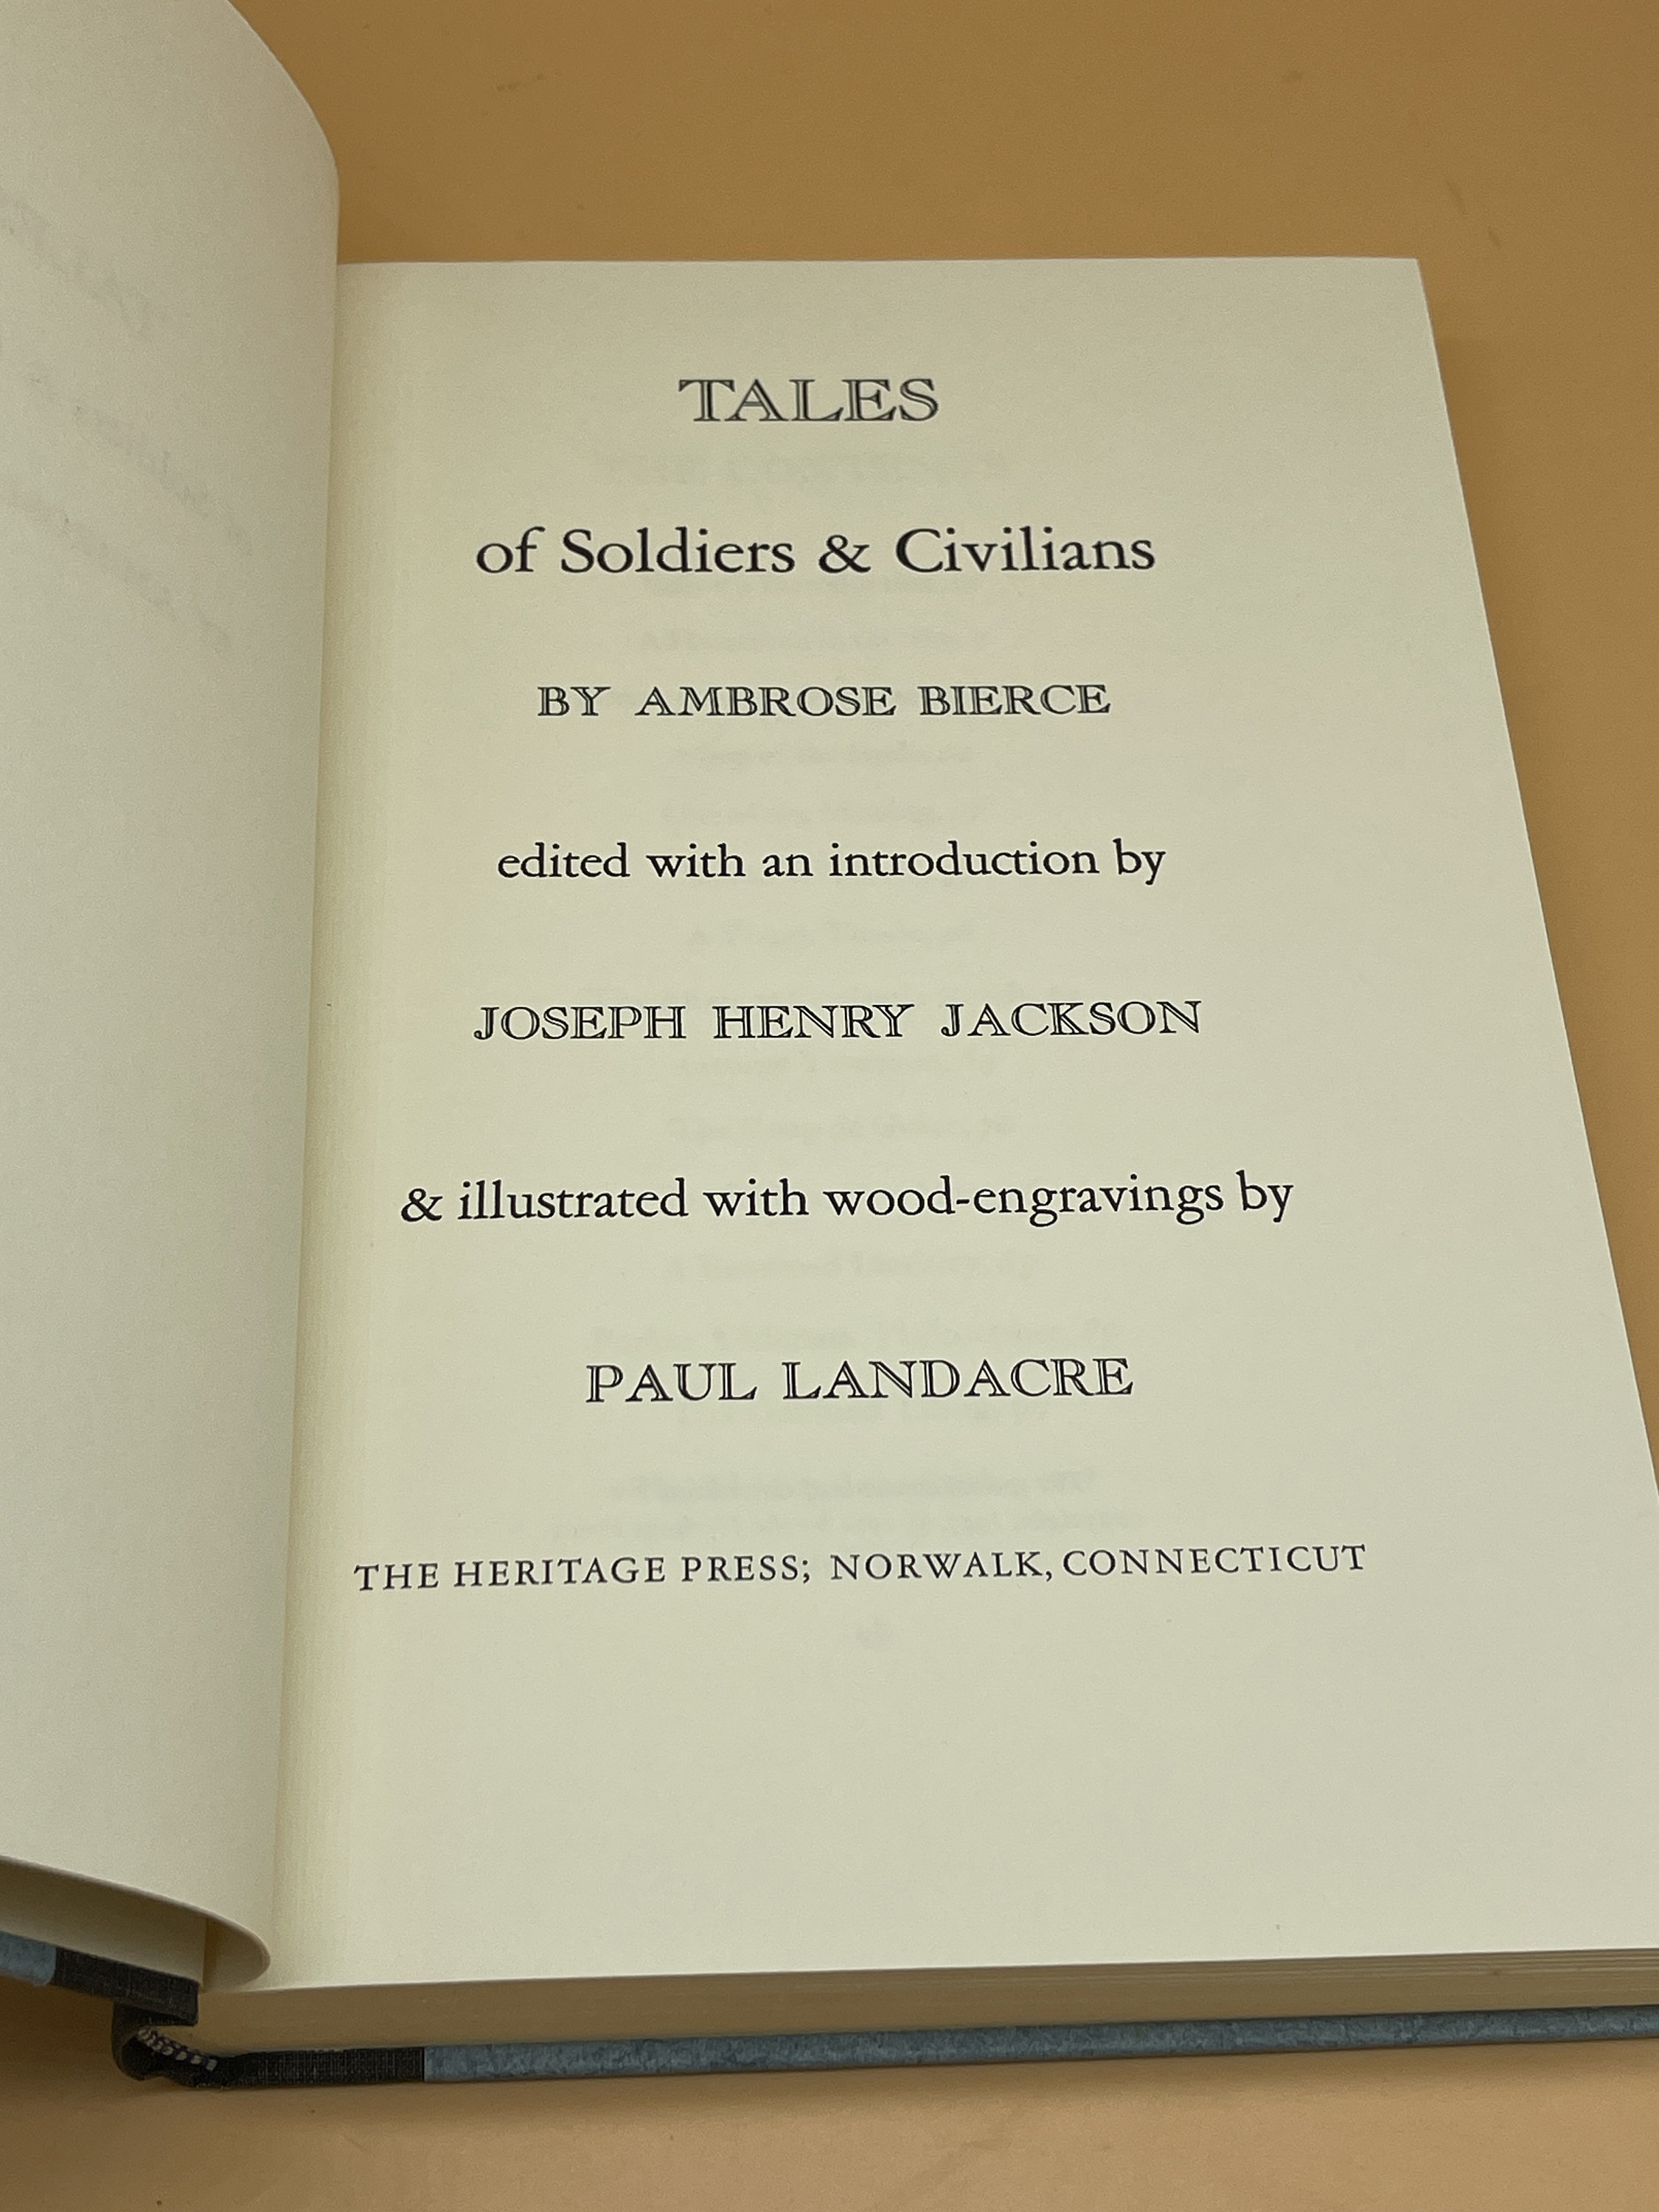 TALES
of Soldiers & Civilians
BY AMBROSE BIERCE
edited with an introduction by
JOSEPH HENRY JACKSON
& illustrated with wood-engravings by
PAUL LANDACRE
THE HERITAGE PRESS; NORWALK, CONNECTICUT